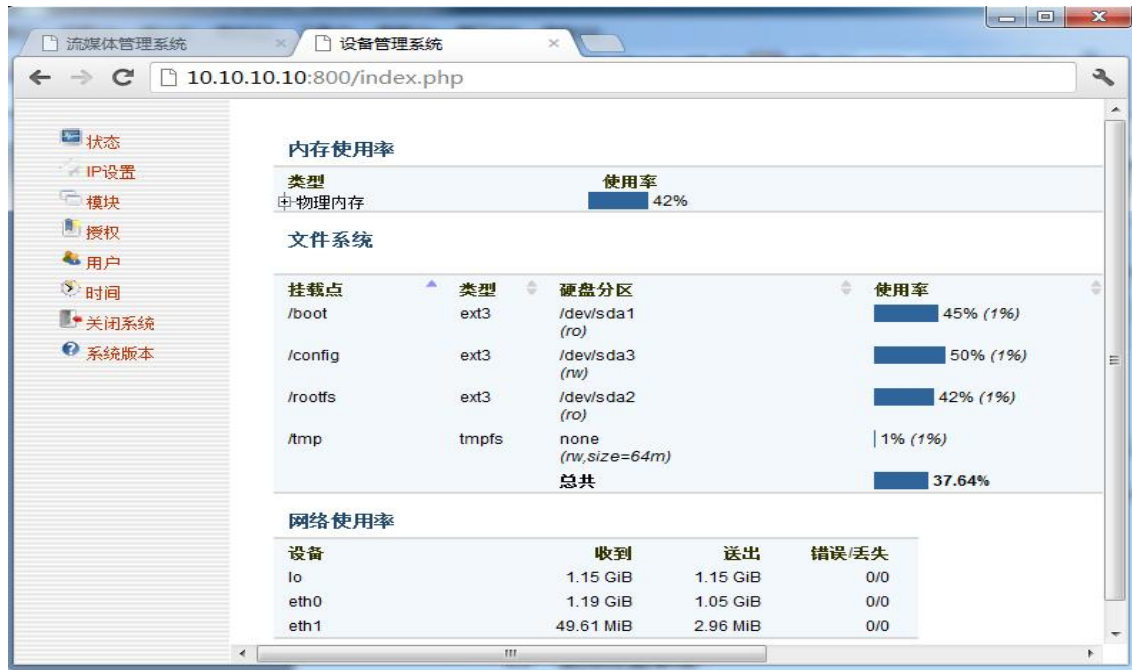 流媒体管理系统
设备管理系统
10.10.10.10:800/index.php
状态
IP设置
模块
授权
用户
时间
关闭系统
系统版本
内存使用率
类型 使用率
物理内存 42%
文件系统
挂载点 类型 硬盘分区 使用率
/boot ext3 /dev/sda1 45% (1%)
(ro)
/config ext3 /dev/sda3 50% (1%)
(rw)
/rootfs ext3 /dev/sda2 42% (1%)
(ro)
/tmp tmpfs none 1% (1%)
(rw,size=64m)
总共 37.64%
网络使用率
设备 收到 送出 错误/丢失
lo 1.15 GiB 1.15 GiB 0/0
eth0 1.19 GiB 1.05 GiB 0/0
eth1 49.61 MiB 2.96 MiB 0/0